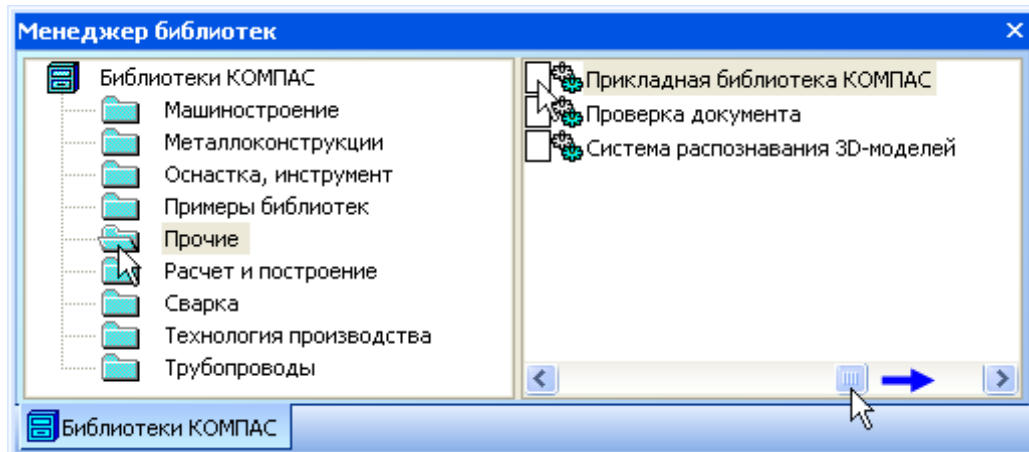 Менеджер библиотек
Библиотеки КОМПАС
Машиностроение
Металлоконструкции
Оснастка, инструмент
Примеры библиотек
Прочие
Расчет и построение
Сварка
Технология производства
Трубопроводы
Прикладная библиотека КОМПАС
Проверка документа
Система распознавания 3D-моделей
Библиотеки КОМПАС